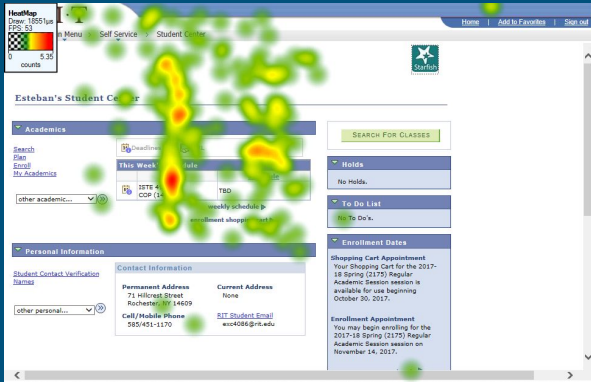 HeatMap
Draw: 18551µs
FPS: 53
0 5.35
counts
Home | Add to Favorites | Sign out
Menu Self Service Student Center
Starfish
Esteban's Student Center
Academics
Search
Plan
Enroll
My Academics
other academic...
Deadlines
This Week's Schedule
ISTE
COP
TBD
weekly schedule
enrollment shopping cart
SEARCH FOR CLASSES
Holds
No Holds.
To Do List
No To Do's.
Enrollment Dates
Shopping Cart Appointment
Your Shopping Cart for the 2017-
18 Spring (2175) Regular
Academic Session session is
available for use beginning
October 30, 2017.
Enrollment Appointment
You may begin enrolling for the
2017-18 Spring (2175) Regular
Academic Session session on
November 14, 2017.
Personal Information
Student Contact Verification
Names
other personal...
Contact Information
Permanent Address
71 Hillcrest Street
Rochester, NY 14609
Current Address
None
Cell/Mobile Phone
585/451-1170
RIT Student Email
exc4086@rit.edu